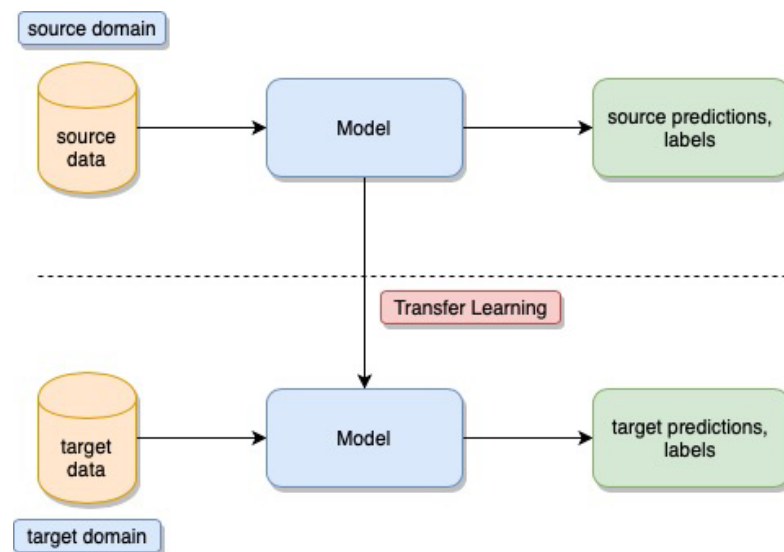 source domain
source
data
Model
source predictions,
labels
Transfer Learning
target
data
Model
target predictions,
labels
target domain